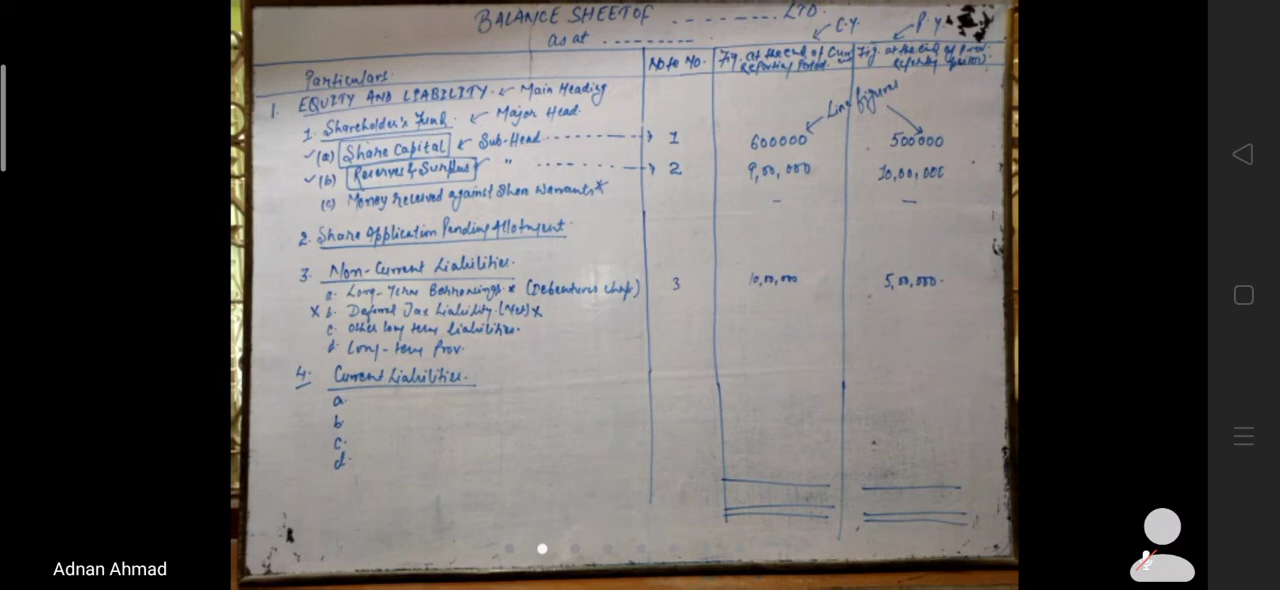 BALANCE SHEET OF ---------- LTD.
as at ----------
C.Y.
P.Y
Particulars.
Note No.
Fig. at the end of Curr Reporting Period.
Fig. at the end of Prev. Reporting
1. EQUITY AND LIABILITY. Main Heading
Line figures
1. Shareholder's Fund. Major Head.
(a) Share Capital Sub-Head 1 600000 500000
(b) Reserves & Surplus " 2 9,00,000 10,00,000
(c) Money received against Share Warrants* - -
2. Share Application Pending Allotment.
3. Non-Current Liabilities.
a. Long-Term Borrowings * (Debentures Chap) 3 10,00,000 5,00,000.
x b. Deferred Tax Liability (Net) x
c. Other long term liabilities.
d. Long-term Prov.
4. Current Liabilities.
a.
b.
c.
d.
Adnan Ahmad